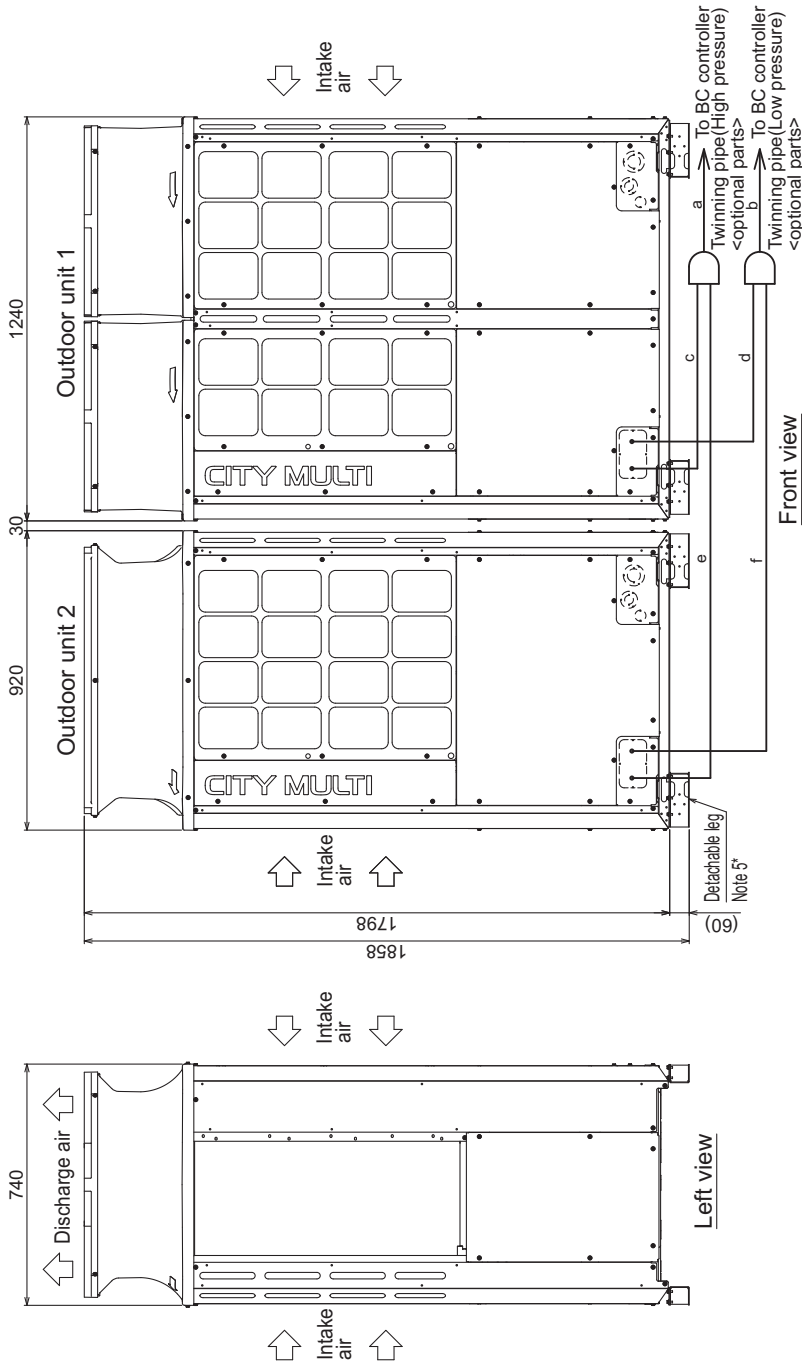 740
Discharge air
Intake
air
Intake
air
Left view
1858
1798
(60)
920
30
1240
Outdoor unit 2
Outdoor unit 1
Intake
air
Intake
air
CITY MULTI
CITY MULTI
Detachable leg
Note 5*
c
d
e
f
a
To BC controller
Twinning pipe(High pressure)
<optional parts>
b
To BC controller
Twinning pipe(Low pressure)
<optional parts>
Front view